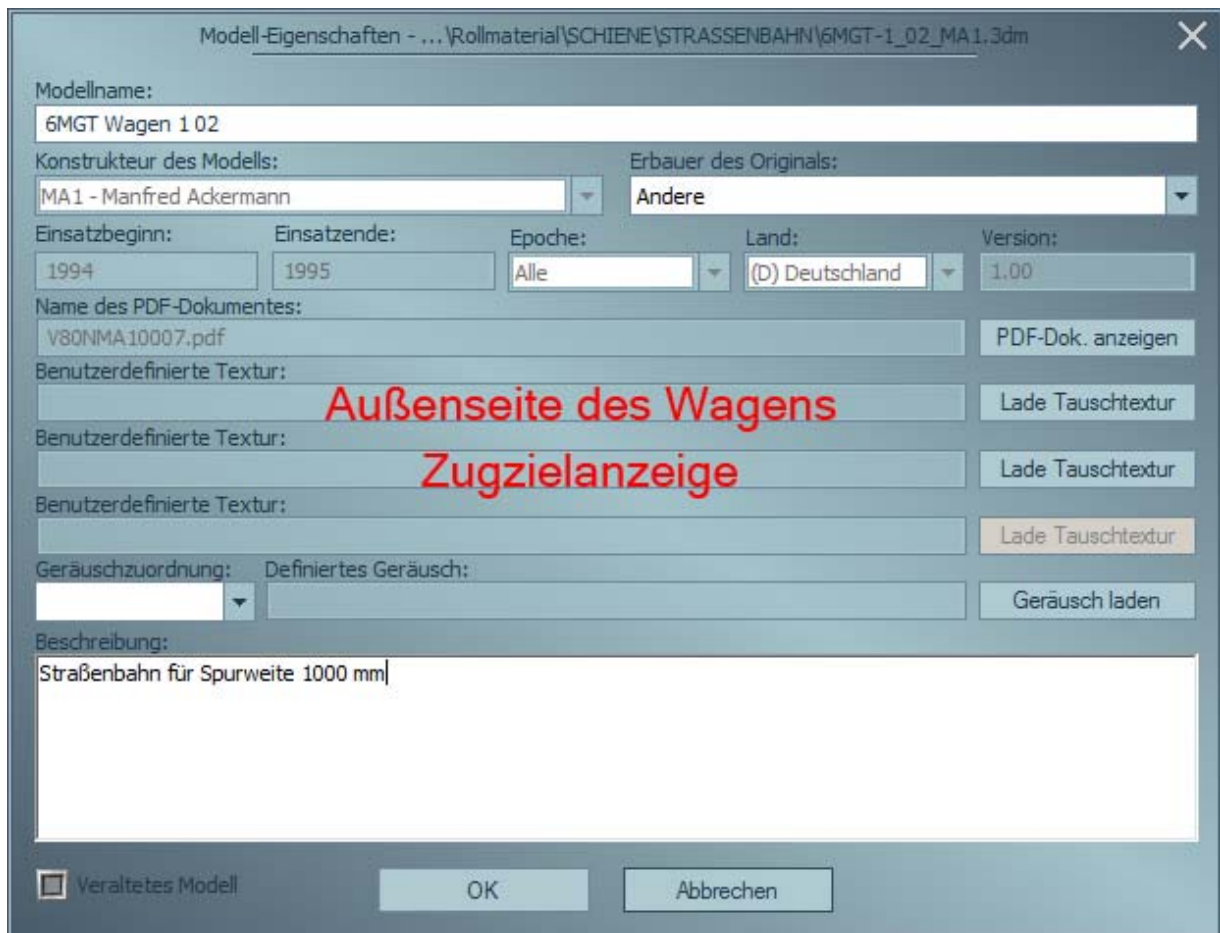 Modell-Eigenschaften - ...\Rollmaterial\SCHIENE\STRASSENBAHN\6MGT-1_02_MA1.3dm
Modellname:
6MGT Wagen 1 02
Konstrukteur des Modells: Erbauer des Originals:
MA1 - Manfred Ackermann Andere
Einsatzbeginn: Einsatzende: Epoche: Land: Version:
1994 1995 Alle (D) Deutschland 1.00
Name des PDF-Dokumentes:
V80NMA10007.pdf PDF-Dok. anzeigen
Benutzerdefinierte Textur:
Außenseite des Wagens Lade Tauschtextur
Benutzerdefinierte Textur:
Zugzielanzeige Lade Tauschtextur
Benutzerdefinierte Textur:
Lade Tauschtextur
Geräuschzuordnung: Definiertes Geräusch:
Geräusch laden
Beschreibung:
Straßenbahn für Spurweite 1000 mm
Veraltetes Modell OK Abbrechen